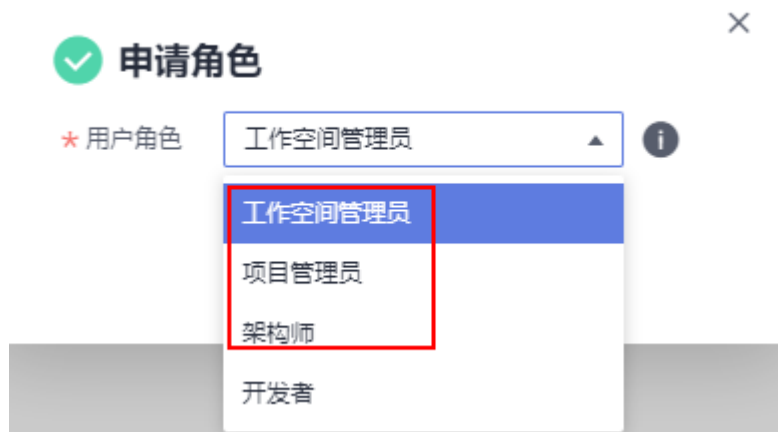 申请角色
* 用户角色 工作空间管理员
工作空间管理员
项目管理员
架构师
开发者